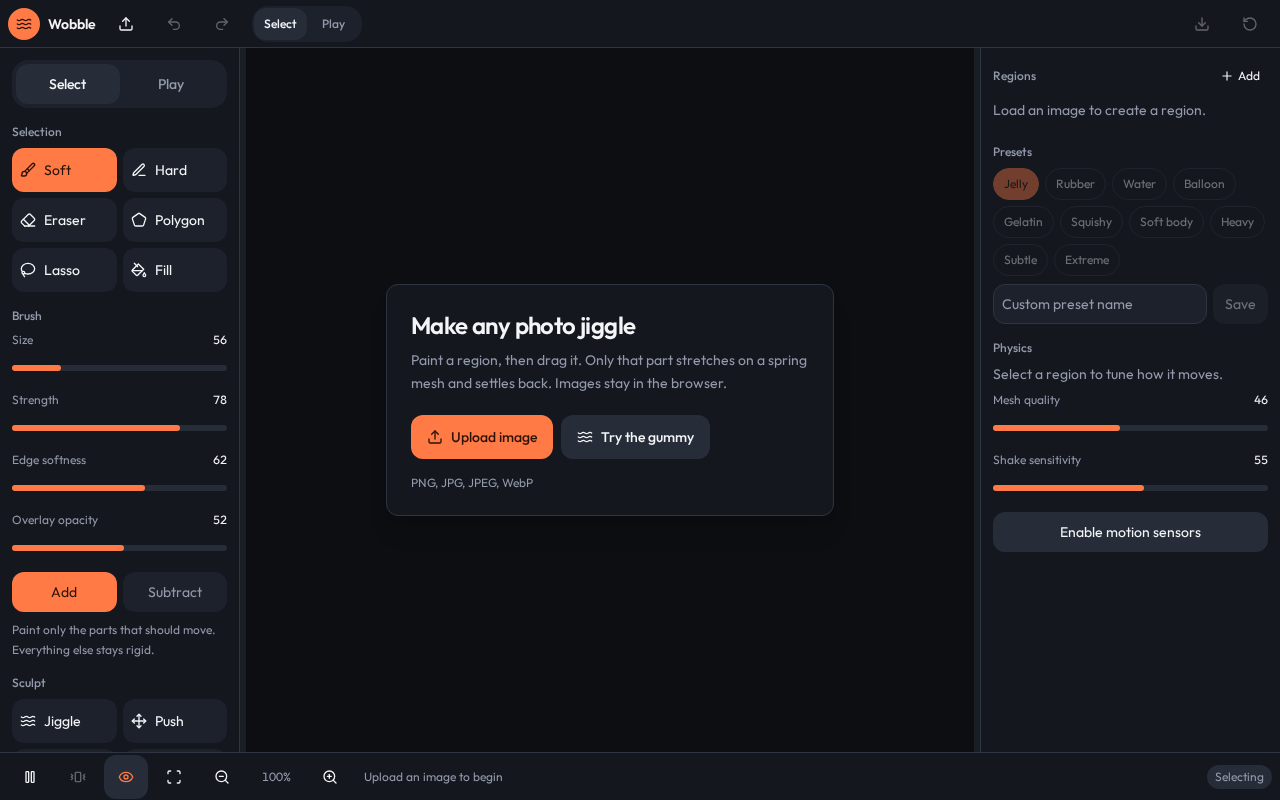 Wobble
Select Play
Select Play
Selection
Soft Hard
Eraser Polygon
Lasso Fill
Brush
Size 56
Strength 78
Edge softness 62
Overlay opacity 52
Add Subtract
Paint only the parts that should move.
Everything else stays rigid.
Sculpt
Jiggle Push
Make any photo jiggle
Paint a region, then drag it. Only that part stretches on a spring
mesh and settles back. Images stay in the browser.
Upload image Try the gummy
PNG, JPG, JPEG, WebP
Regions Add
Load an image to create a region.
Presets
Jelly Rubber Water Balloon
Gelatin Squishy Soft body Heavy
Subtle Extreme
Custom preset name Save
Physics
Select a region to tune how it moves.
Mesh quality 46
Shake sensitivity 55
Enable motion sensors
100% Upload an image to begin Selecting